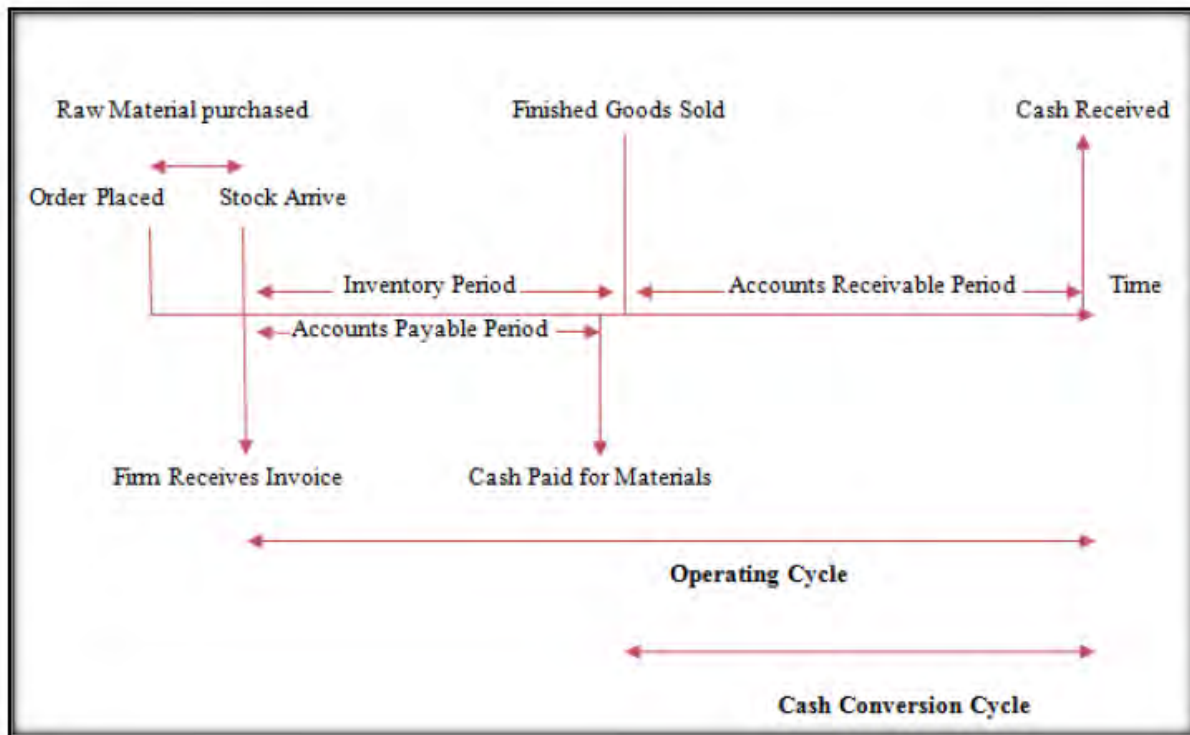 Raw Material purchased
Finished Goods Sold
Cash Received
Order Placed
Stock Arrive
Inventory Period
Accounts Receivable Period
Time
Accounts Payable Period
Firm Receives Invoice
Cash Paid for Materials
Operating Cycle
Cash Conversion Cycle